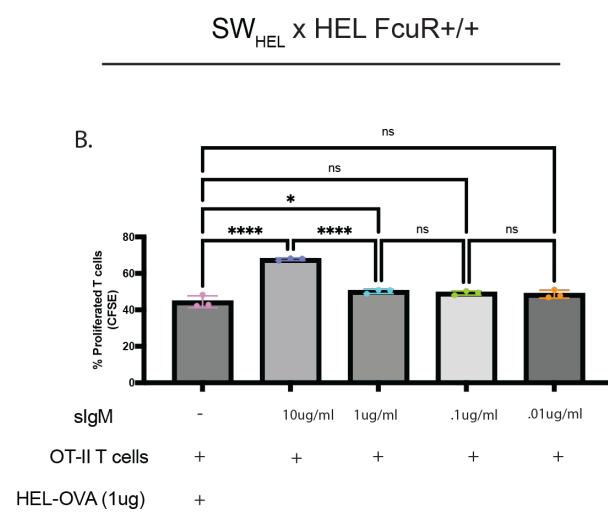 SWHEL x HEL FcuR+/+
B.
ns
ns
*
**** **** ns ns
80
60
40
20
0
% Proliferated T cells
(CFSE)
sIgM - 10ug/ml 1ug/ml .1ug/ml .01ug/ml
OT-II T cells + + + + +
HEL-OVA (1ug) +